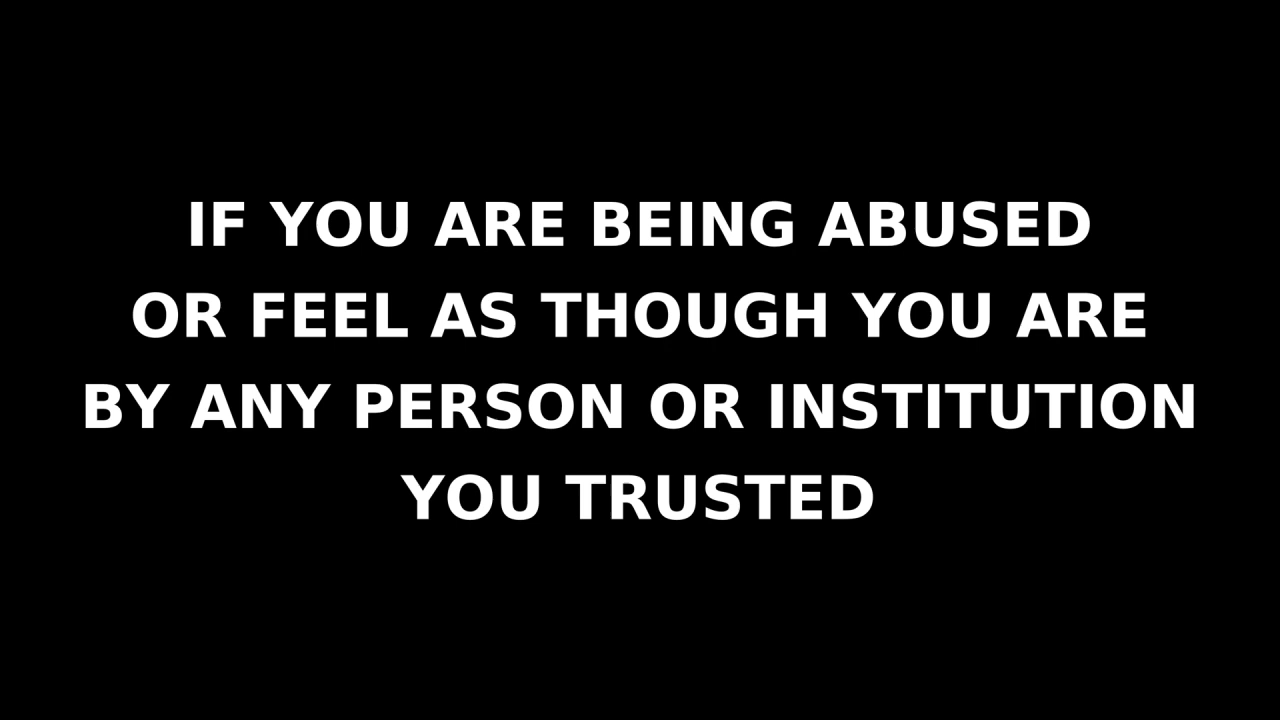 IF YOU ARE BEING ABUSED
OR FEEL AS THOUGH YOU ARE
BY ANY PERSON OR INSTITUTION
YOU TRUSTED